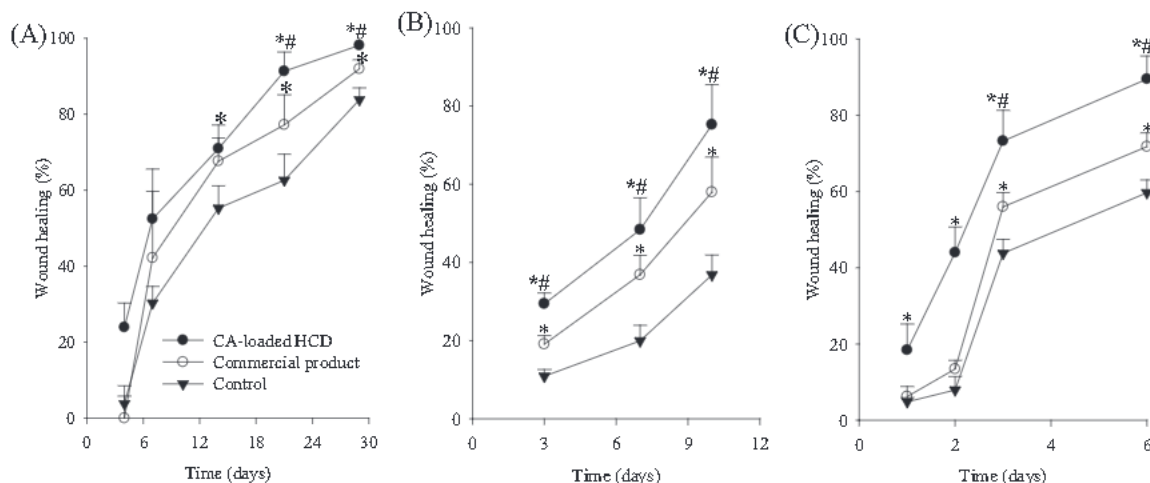 (A)
100
80
60
40
20
0
Wound healing (%)
*
*#
*
*#
*
CA-loaded HCD
Commercial product
Control
0 6 12 18 24 30
Time (days)
(B)
100
80
60
40
20
0
Wound healing (%)
*#
*
*#
*
*#
*
0 3 6 9 12
Time (days)
(C)
100
80
60
40
20
0
Wound healing (%)
*
*
*#
*
*#
*
0 2 4 6
Time (days)